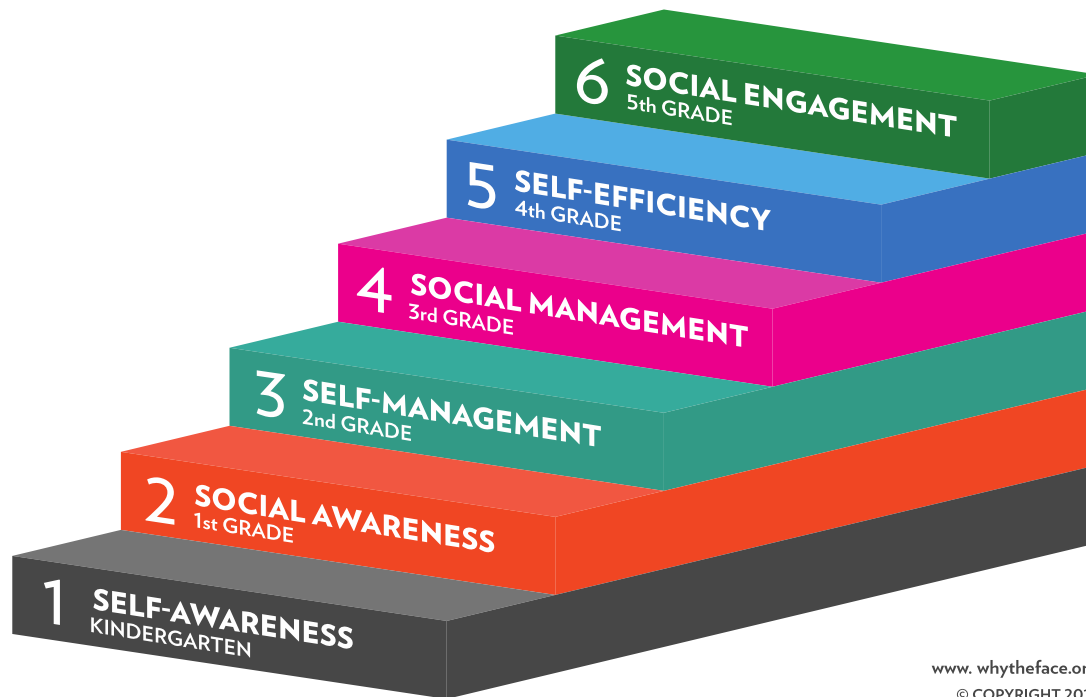 6 SOCIAL ENGAGEMENT
5th GRADE
5 SELF-EFFICIENCY
4th GRADE
4 SOCIAL MANAGEMENT
3rd GRADE
3 SELF-MANAGEMENT
2nd GRADE
2 SOCIAL AWARENESS
1st GRADE
1 SELF-AWARENESS
KINDERGARTEN
www. whytheface.or
© COPYRIGHT